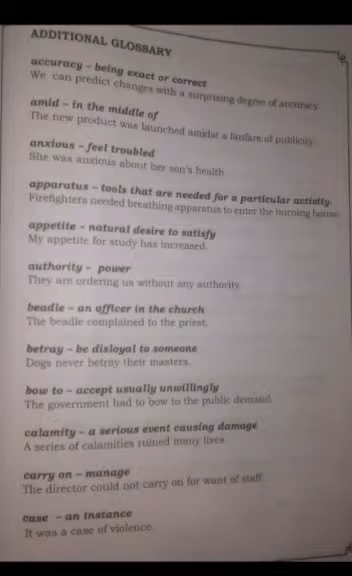 ADDITIONAL GLOSSARY
accuracy – being exact or correct
We can predict changes with a surprising degree of accuracy
amid – in the middle of
The new product was launched amidst a fanfare of publicity.
anxious – feel troubled
She was anxious about her son's health
apparatus – tools that are needed for a particular activity.
Firefighters needed breathing apparatus to enter the burning house
appetite – natural desire to satisfy
My appetite for study has increased.
authority – power
They are ordering us without any authority.
beadle – an officer in the church
The beadle complained to the priest.
betray – be disloyal to someone
Dogs never betray their masters.
bow to – accept usually unwillingly
The government had to bow to the public demand.
calamity – a serious event causing damage
A series of calamities ruined many lives.
carry on – manage
The director could not carry on for want of staff.
case – an instance
It was a case of violence.